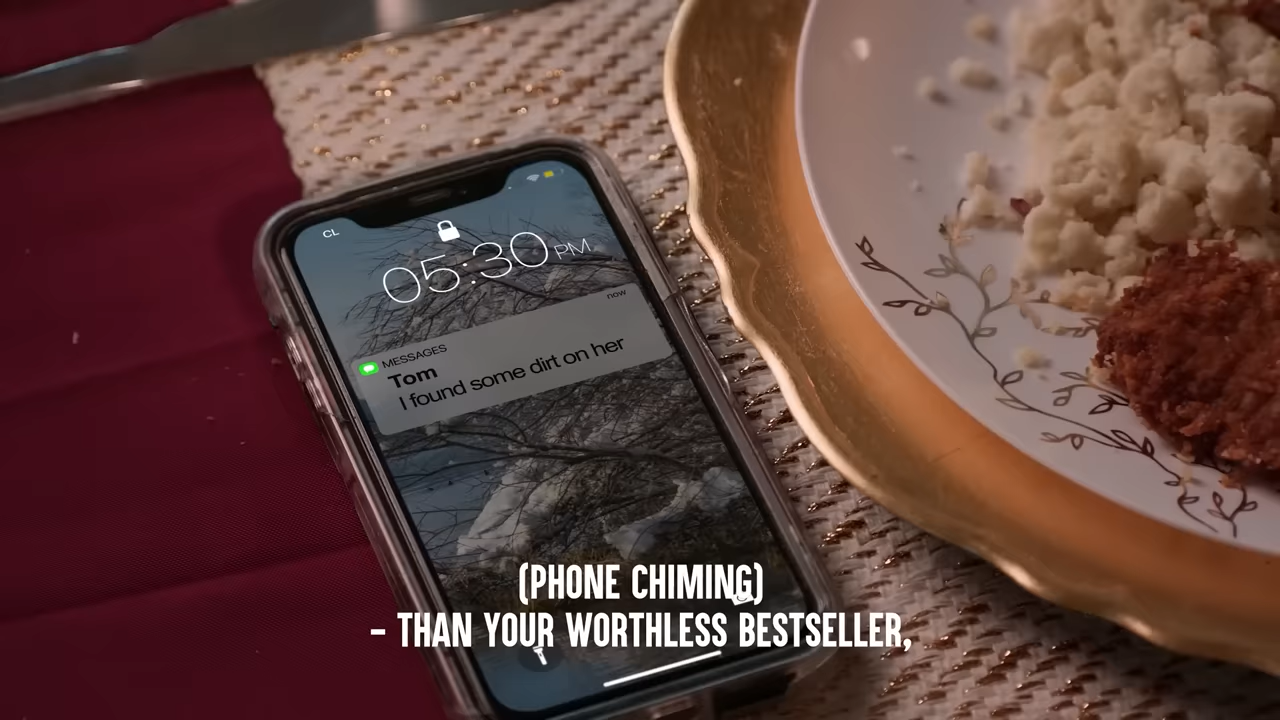 CL
05:30 PM
now
MESSAGES
Tom
I found some dirt on her
(PHONE CHIMING)
- THAN YOUR WORTHLESS BESTSELLER,